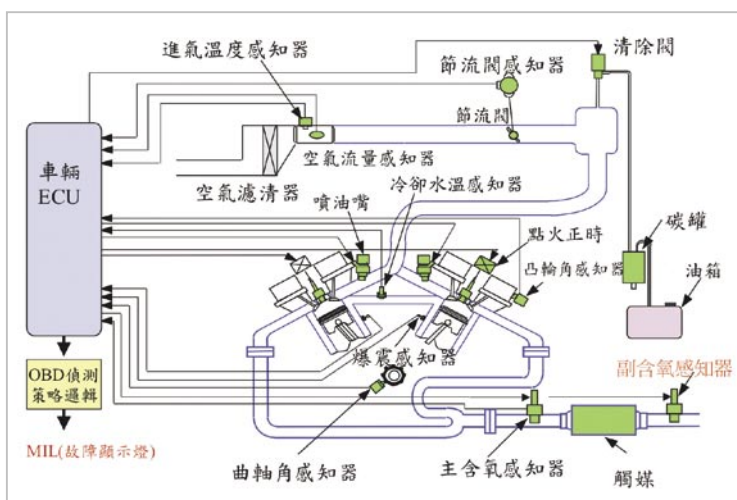 進氣溫度感知器
節流閥感知器
清除閥
節流閥
車輛
ECU
空氣流量感知器
空氣濾清器
冷卻水溫感知器
噴油嘴
點火正時
碳罐
凸輪角感知器
油箱
爆震感知器
OBD偵測
策略邏輯
副含氧感知器
MIL(故障顯示燈)
曲軸角感知器
主含氧感知器
觸媒